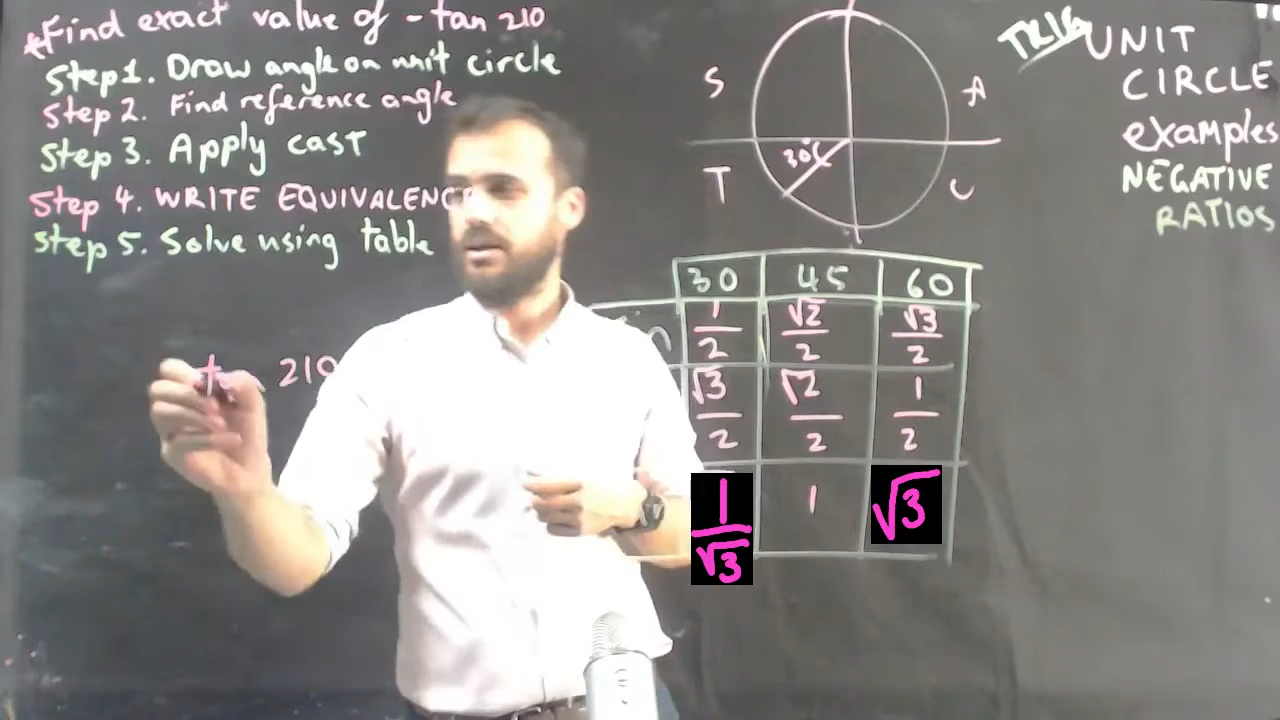 *Find exact value of - tan 210
Step 1. Draw angle on unit circle
Step 2. Find reference angle
Step 3. Apply cast
Step 4. WRITE EQUIVALENC
Step 5. Solve using table
210
S
A
30°
T
C
TRIG
UNIT
CIRCLE
examples
NEGATIVE
RATIOS
30 45 60
1/2 √2/2 √3/2
√3/2 √2/2 1/2
1/√3 1 √3